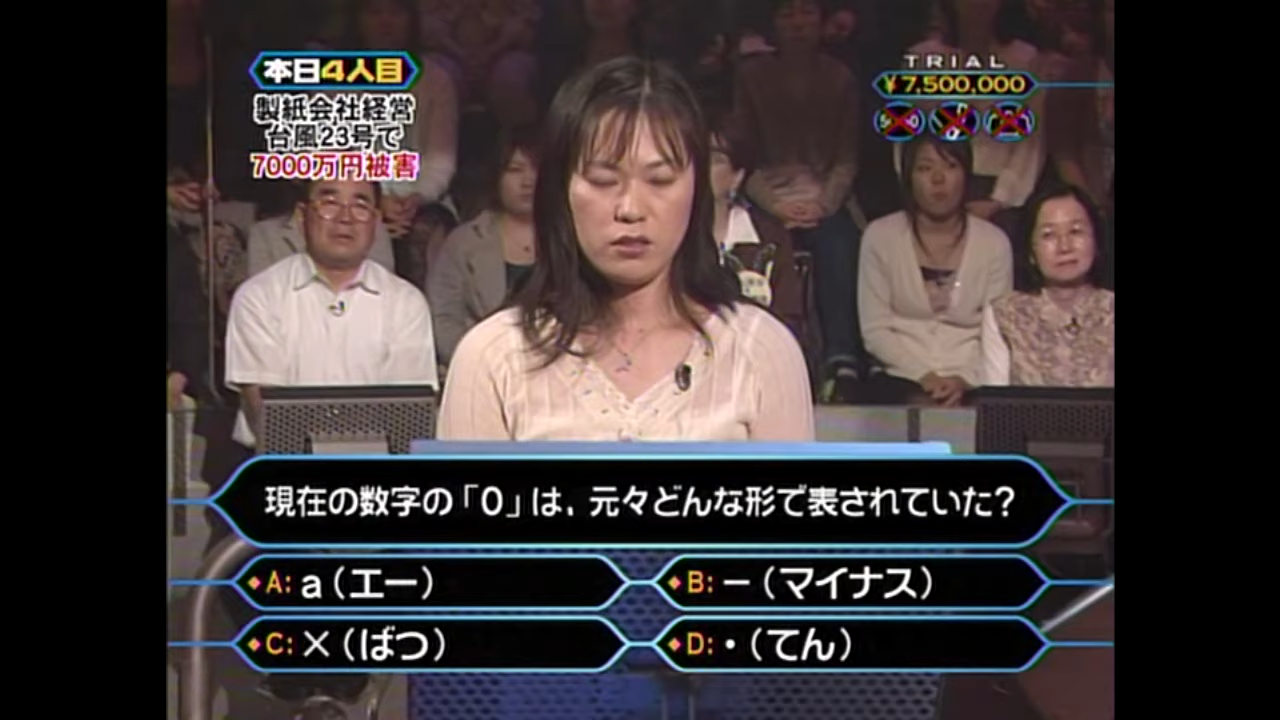 本日4人目
製紙会社経営
台風23号で
7000万円被害
TRIAL
¥7,500,000
現在の数字の「0」は，元々どんな形で表されていた？
A: a（エー）
B: －（マイナス）
C: ×（ばつ）
D: ・（てん）